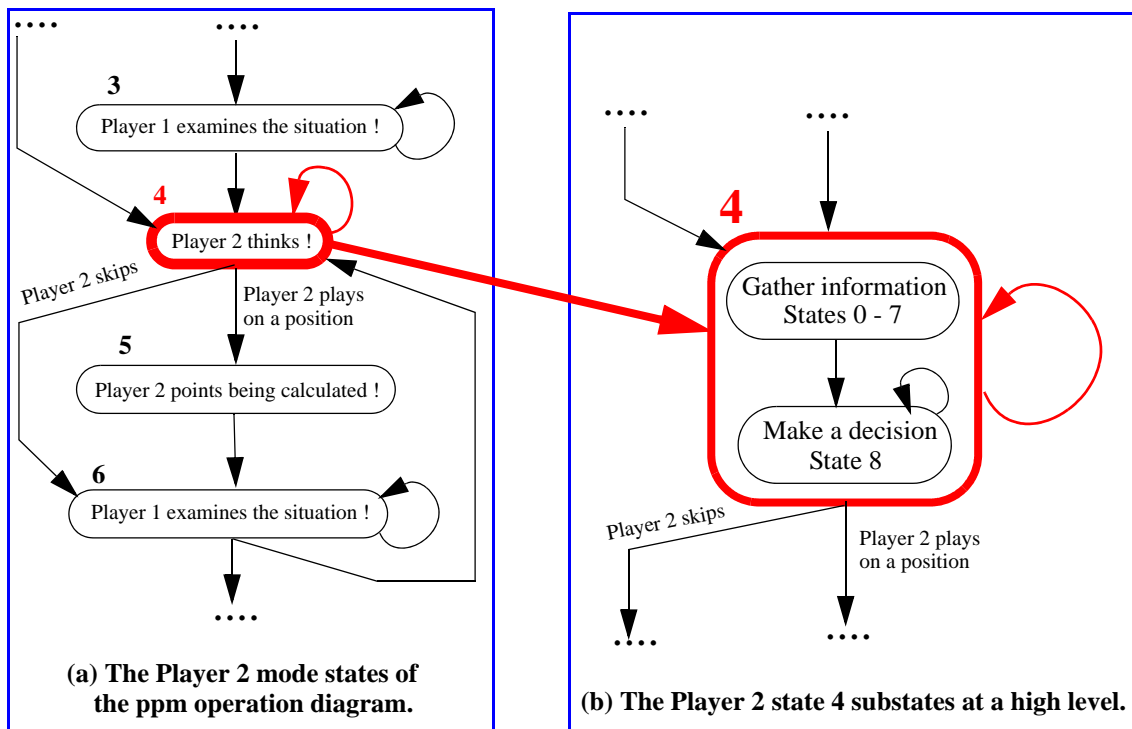 ....
....
3
Player 1 examines the situation !
4
Player 2 thinks !
Player 2 skips
Player 2 plays
on a position
5
Player 2 points being calculated !
6
Player 1 examines the situation !
....
(a) The Player 2 mode states of
the ppm operation diagram.
....
....
4
Gather information
States 0 - 7
Make a decision
State 8
Player 2 skips
Player 2 plays
on a position
....
....
(b) The Player 2 state 4 substates at a high level.